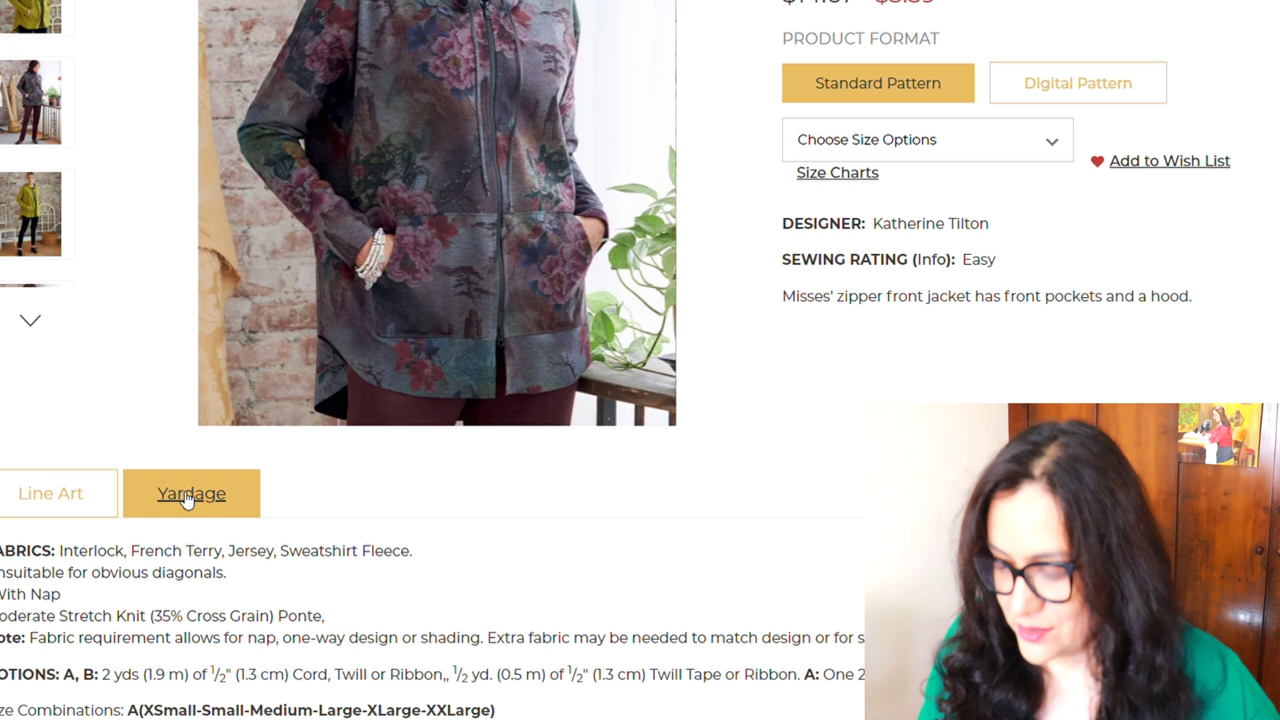 PRODUCT FORMAT
Standard Pattern
Digital Pattern
Choose Size Options
Add to Wish List
Size Charts
DESIGNER: Katherine Tilton
SEWING RATING (Info): Easy
Misses' zipper front jacket has front pockets and a hood.
Line Art
Yardage
ABRICS: Interlock, French Terry, Jersey, Sweatshirt Fleece.
nsuitable for obvious diagonals.
With Nap
oderate Stretch Knit (35% Cross Grain) Ponte,
ote: Fabric requirement allows for nap, one-way design or shading. Extra fabric may be needed to match design or for s
OTIONS: A, B: 2 yds (1.9 m) of 1/2" (1.3 cm) Cord, Twill or Ribbon,, 1/2 yd. (0.5 m) of 1/2" (1.3 cm) Twill Tape or Ribbon. A: One 2
ze Combinations: A(XSmall-Small-Medium-Large-XLarge-XXLarge)